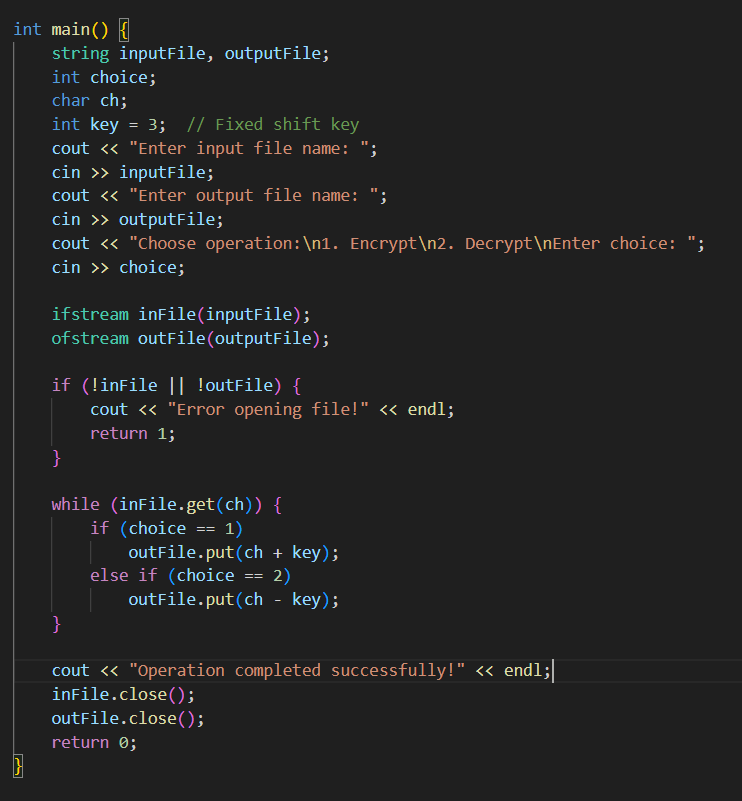 int main() {
    string inputFile, outputFile;
    int choice;
    char ch;
    int key = 3;  // Fixed shift key
    cout << "Enter input file name: ";
    cin >> inputFile;
    cout << "Enter output file name: ";
    cin >> outputFile;
    cout << "Choose operation:\n1. Encrypt\n2. Decrypt\nEnter choice: ";
    cin >> choice;

    ifstream inFile(inputFile);
    ofstream outFile(outputFile);

    if (!inFile || !outFile) {
        cout << "Error opening file!" << endl;
        return 1;
    }

    while (inFile.get(ch)) {
        if (choice == 1)
            outFile.put(ch + key);
        else if (choice == 2)
            outFile.put(ch - key);
    }

    cout << "Operation completed successfully!" << endl;
    inFile.close();
    outFile.close();
    return 0;
}